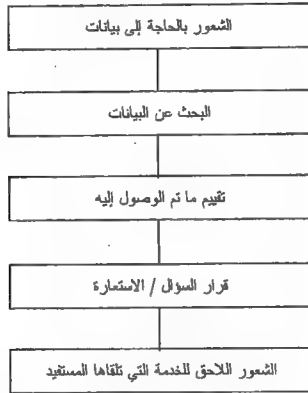 الشعور بالحاجة إلى بيانات
البحث عن البيانات
تقييم ما تم الوصول إليه
قرار السؤال / الاستعارة
الشعور اللاحق للخدمة التي تلقاها المستفيد